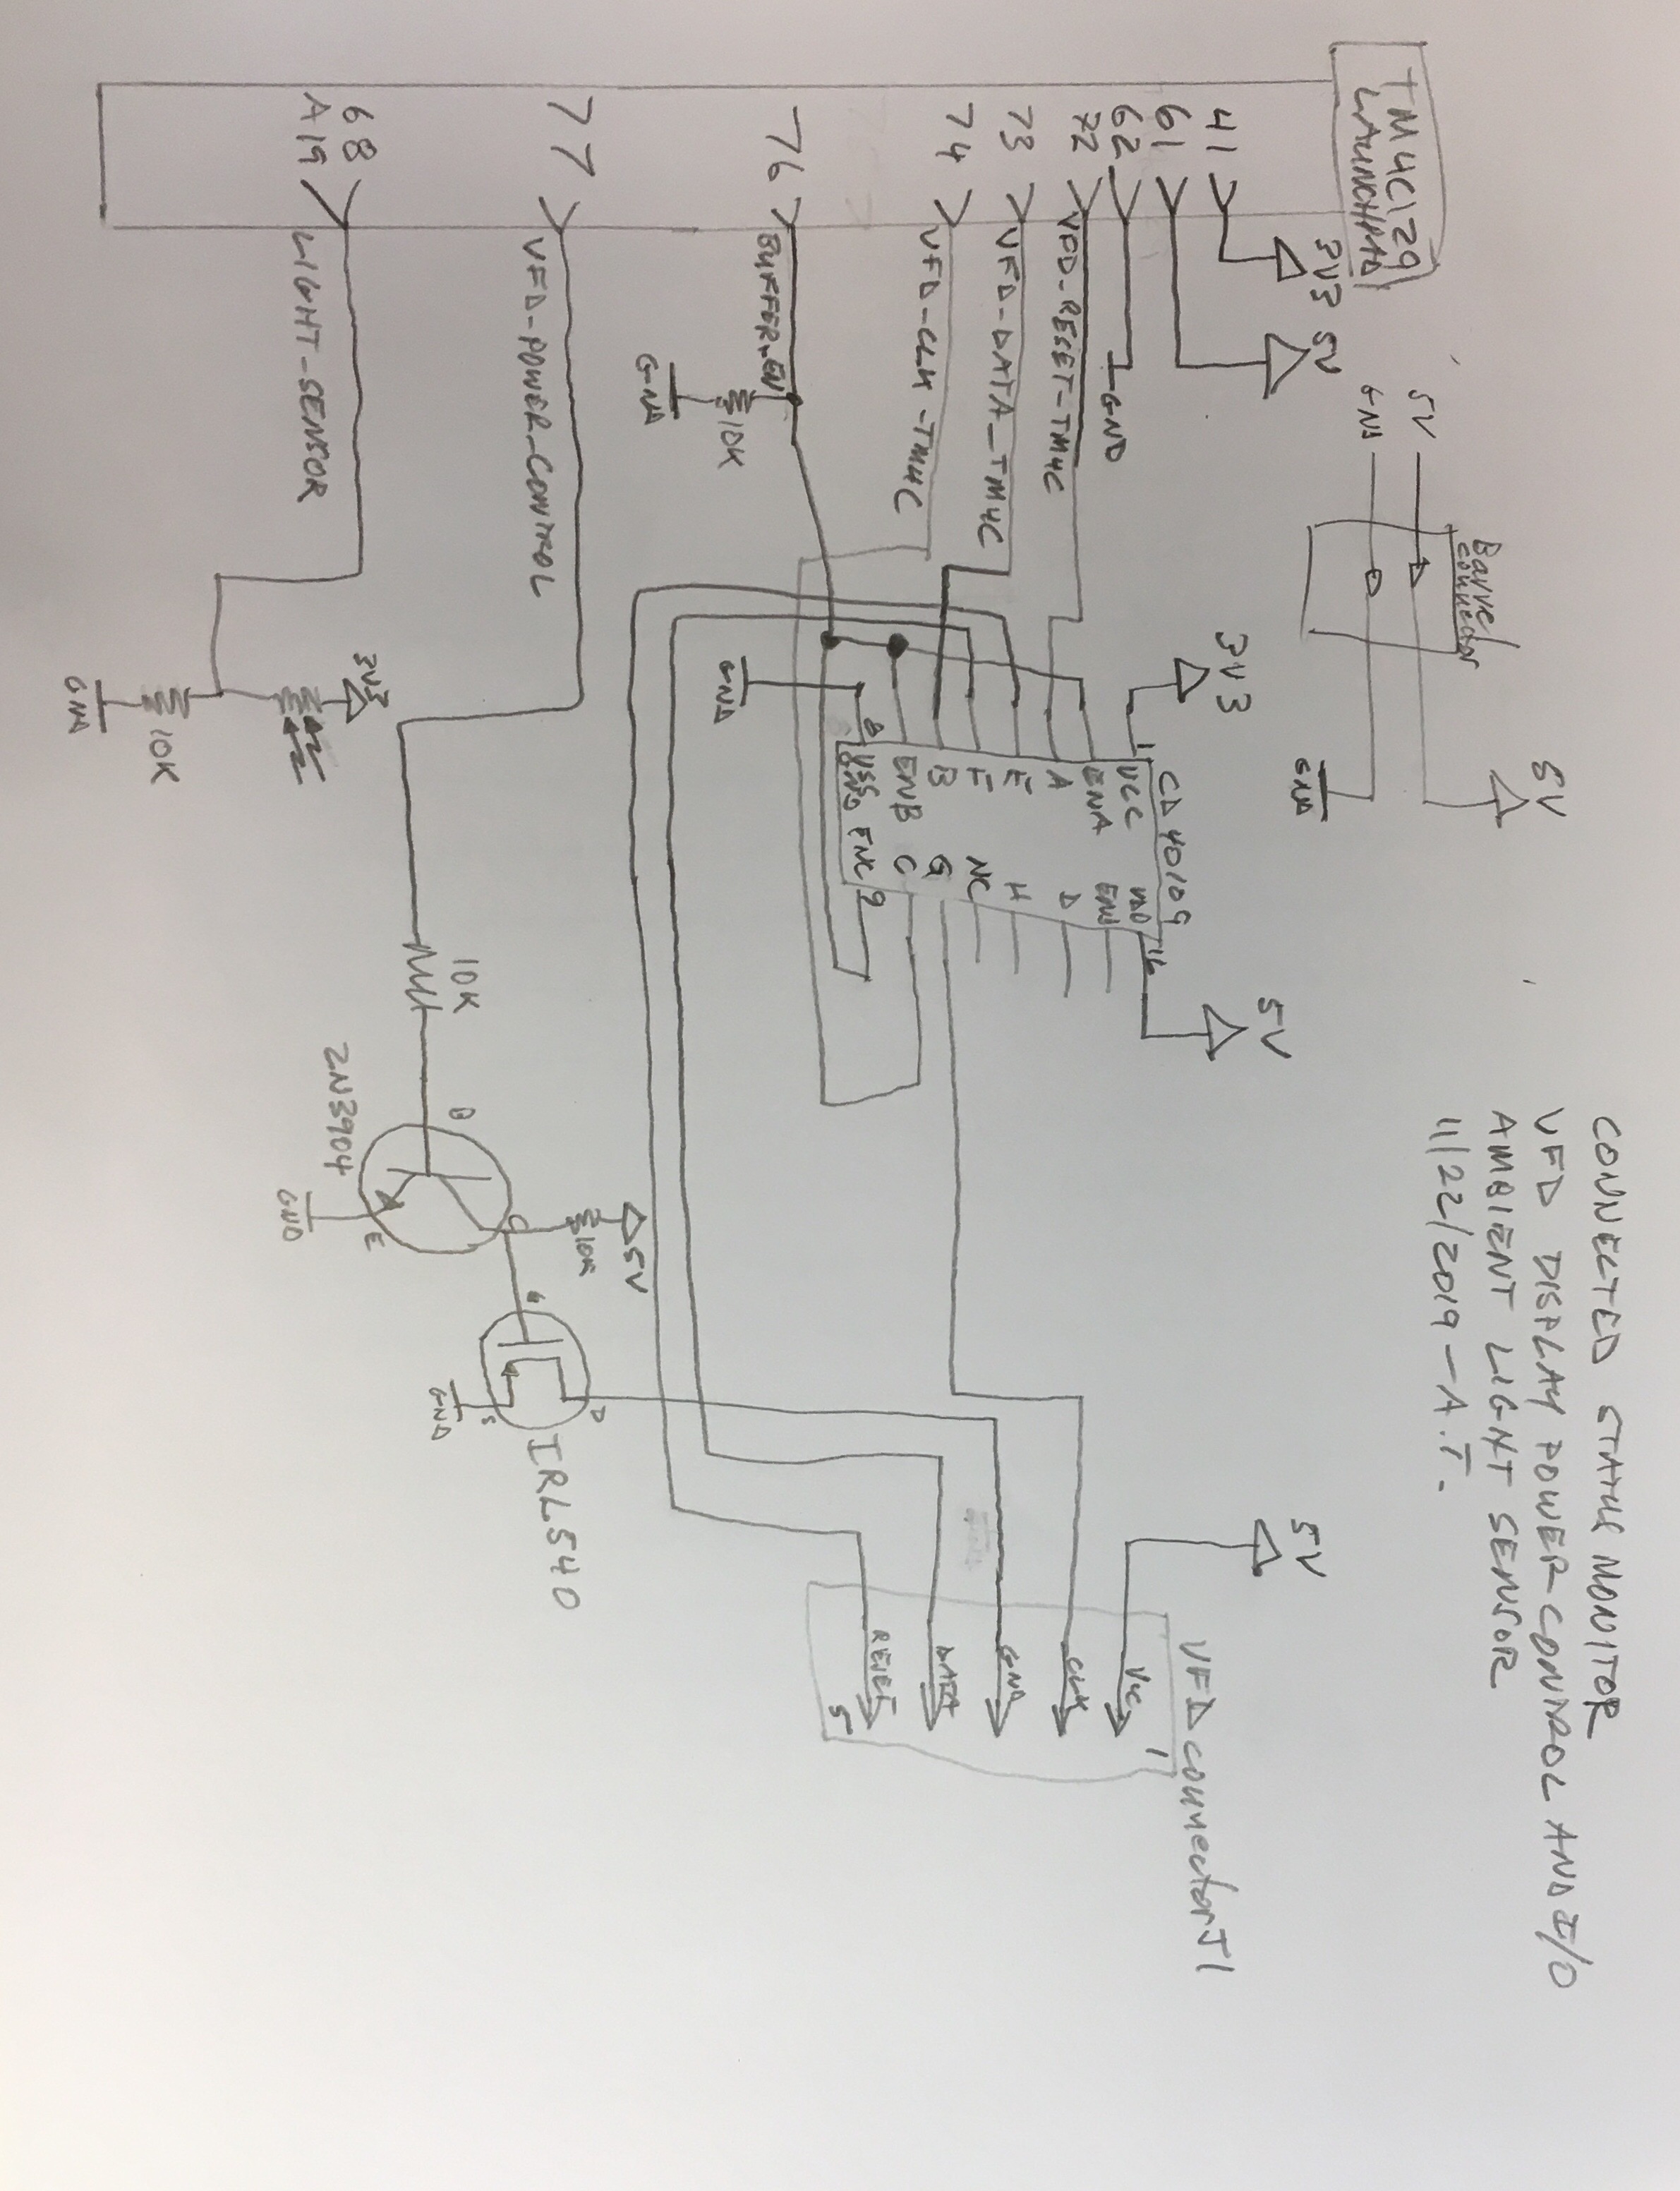 CONNECTED STATUS MONITOR
VFD DISPLAY POWER-CONTROL AND I/O
AMBIENT LIGHT SENSOR
11/22/2019 - A.T.
TM4C129
LAUNCHPAD
3V3
5V
41
61
62
GND
72
VFD-RESET-TM4C
73
VFD-DATA-TM4C
74
VFD-CLK-TM4C
76
BUFFER-EN
10K
GND
77
VFD-POWER-CONTROL
68
A19
LIGHT-SENSOR
3V3
10K
GND
Barrel
connector
5V
GND
5V
GND
3V3
CD40109
1
VCC
ENA
A
E
F
B
ENB
VSS
GND
8
GND
16
VDD
D
H
NC
G
C
9
5V
10K
2N3904
B
C
E
GND
10K
5V
G
D
S
GND
IRL540
5V
VFD connector J1
1
VCC
CLK
GND
DATA
RESET
5